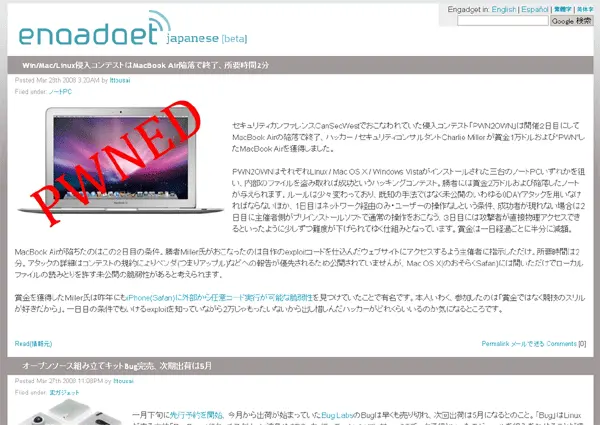 Engadget in: English | Español | 繁體字 | 简体字
engadget japanese [beta]
Google 検索
Win/Mac/Linux侵入コンテストはMacBook Air陥落で終了、所要時間2分
Posted Mar 28th 2008 3:20AM by Ittousai
Filed under: ノートPC
PWNED
セキュリティカンファレンスCanSecWestでおこなわれていた侵入コンテスト「PWN2OWN」は開催2日目にして
MacBook Airの陥落で終了、ハッカー / セキュリティコンサルタントCharlie Millerが賞金1万ドルおよび"PWN"し
たMacBook Airを獲得しました。
PWN2OWNはそれぞれLinux / Mac OS X / Windows Vistaがインストールされた三台のノートPCいずれかを狙
い、内部のファイルを盗み取れば成功というハッキングコンテスト。勝者には賞金2万ドルおよび陥落したノート
が与えられます。ルールは少々変わっており、既知の手法ではなく未公開の、いわゆる0DAYアタックを用いなけ
ればならないほか、1日目はネットワーク経由のみ・ユーザーの操作なしという条件、成功者が現れない場合は2
日目に主催者側が「プリインストールソフトで通常の操作をおこなう、3日目には攻撃者が直接物理アクセスでき
るといったように少しずつ難度が下げられてゆく仕組みとなっています。賞金は一日経過ごとに半分に減額。
MacBook Airが陥ちたのはこの2日目の条件。勝者Miller氏がおこなったのは自作のexploitコードを仕込んだウェブサイトにアクセスするよう主催者に指示しただけ。所要時間は2
分。アタックの詳細はコンテストの規約によりベンダ(つまりアップル)などへの報告が優先されるため公開されていませんが、Mac OS X(のおそらくSafari)には開いただけでローカル
ファイルの読みとりを許す未公開の脆弱性があると考えられます。
賞金を獲得したMiller氏は昨年にもiPhone(Safari)に外部から任意コード実行が可能な脆弱性を見つけていたことで有名です。本人いわく、参加したのは「賞金ではなく競技のスリル
が好きだから」。一日目の条件でもいけるexploitを知っていながら2万じゃもったいないから出し惜しんだハッカーがどれくらいいるのか気になるところです。
Read(情報元)
Permalink メールで送る Comments [0]
オープンソース組み立てキットBug完売、次期出荷は5月
Posted Mar 27th 2008 11:08PM by Ittousai
Filed under: 変ガジェット
一月下旬に先行予約を開始、今月から出荷が始まっていたBug LabsのBugは早くも売り切れ、次回出荷は5月になるとのこと。「Bug」はLinux